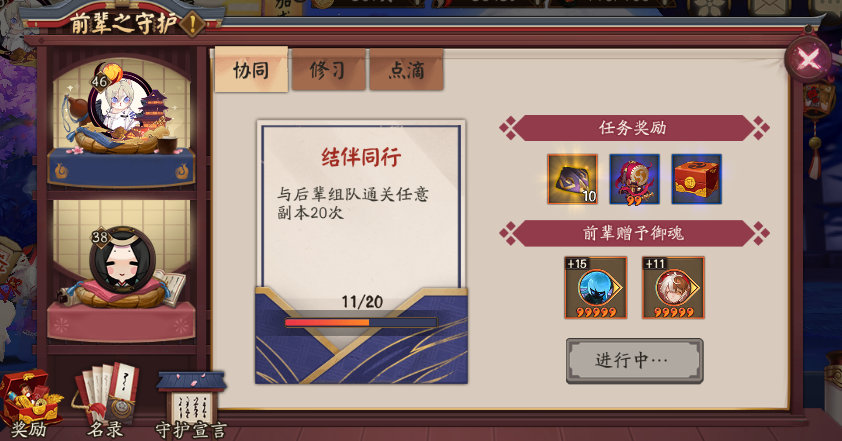 前辈之守护
协同
修习
点滴
46
38
结伴同行
与后辈组队通关任意
副本20次
11/20
任务奖励
10
99
前辈赠予御魂
+15
99999
+11
99999
进行中…
奖励
名录
守护宣言